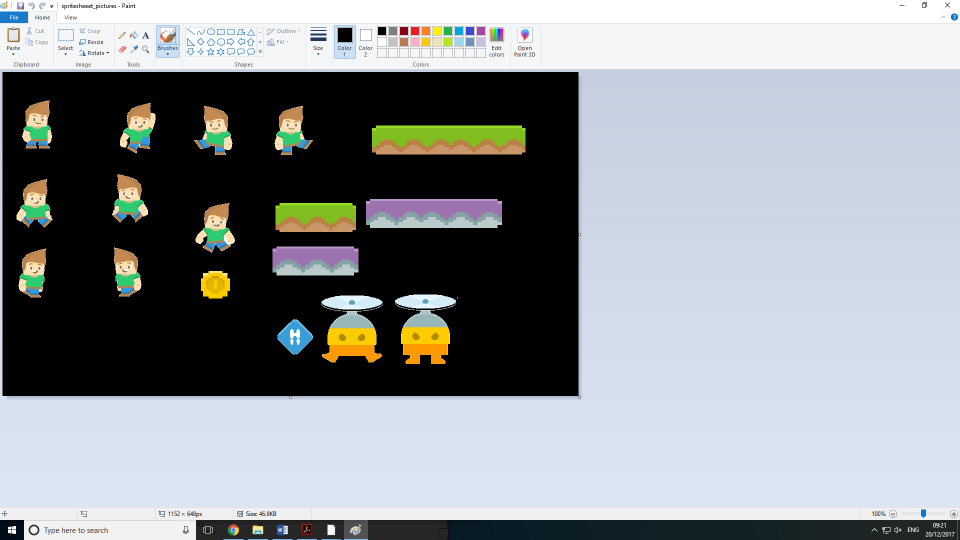 spritesheeet_pictures - Paint
File Home View
Paste
Cut
Copy
Clipboard
Select
Crop
Resize
Rotate
Image
A
Tools
Brushes
Outline
Fill
Shapes
Size
Color 1
Color 2
Edit colors
Colors
Open Paint 3D
1152 × 648px
Size: 46.9KB
100%
Type here to search
ENG
09:21
20/12/2017